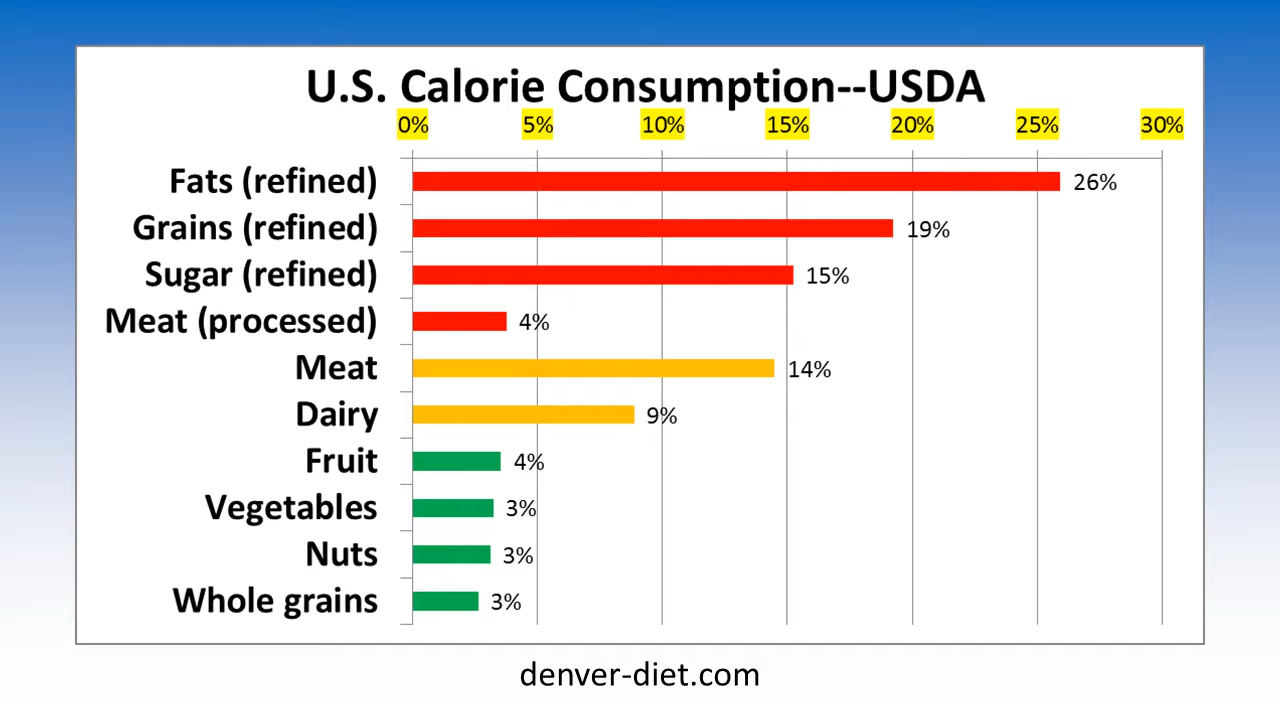 U.S. Calorie Consumption--USDA
0% 5% 10% 15% 20% 25% 30%
Fats (refined) 26%
Grains (refined) 19%
Sugar (refined) 15%
Meat (processed) 4%
Meat 14%
Dairy 9%
Fruit 4%
Vegetables 3%
Nuts 3%
Whole grains 3%
denver-diet.com